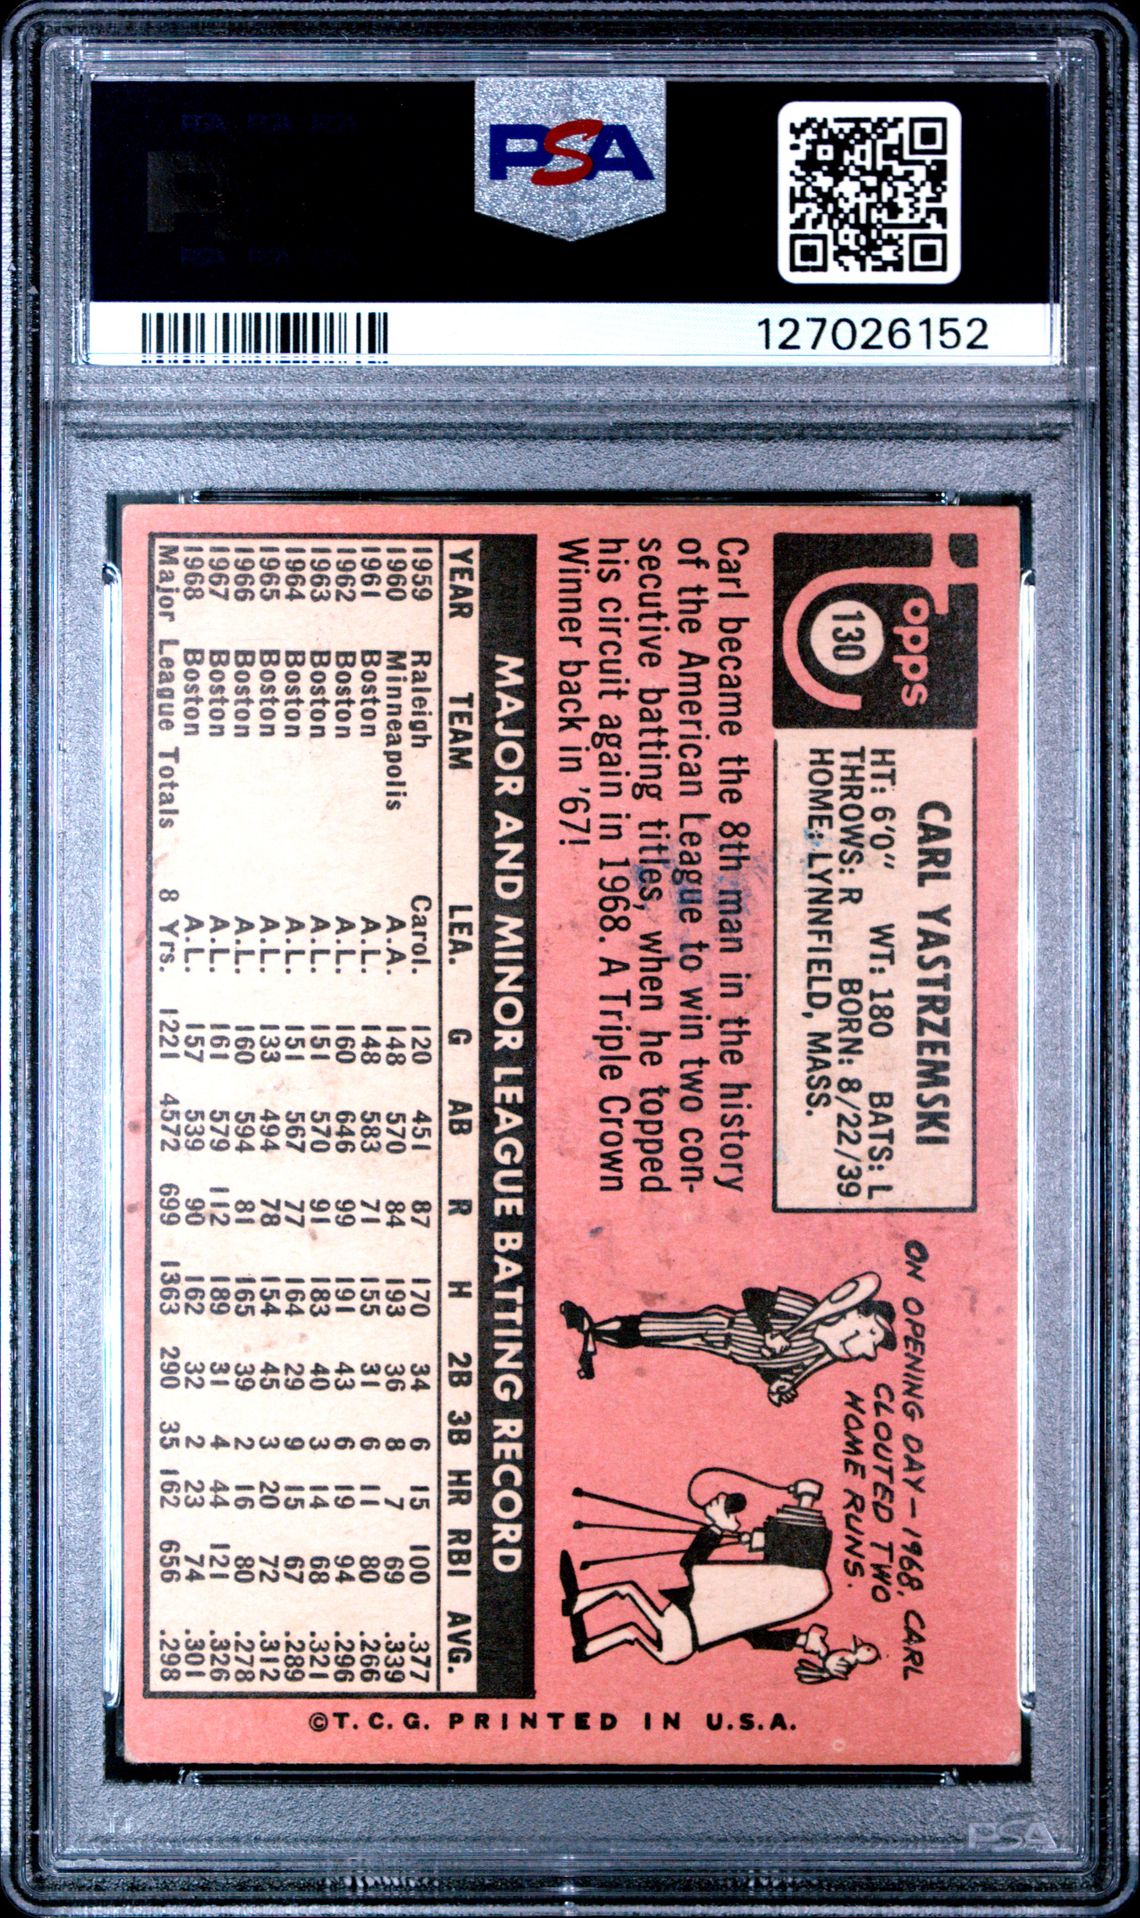 PSA
127026152
Topps
130
CARL YASTRZEMSKI
HT: 6'0" WT: 180 BATS: L
THROWS: R BORN: 8/22/39
HOME: LYNNFIELD, MASS.
ON OPENING DAY—1968, CARL
CLOUTED TWO
HOME RUNS.
Carl became the 8th man in the history
of the American League to win two con-
secutive batting titles, when he topped
his circuit again in 1968. A Triple Crown
Winner back in '67!
MAJOR AND MINOR LEAGUE BATTING RECORD
YEAR TEAM LEA. G AB R H 2B 3B HR RBI AVG.
1959 Raleigh Carol. 120 451 87 170 34 6 15 100 .377
1960 Minneapolis A.A. 148 570 84 193 36 8 7 69 .339
1961 Boston A.L. 148 583 71 155 31 6 11 80 .266
1962 Boston A.L. 160 646 99 191 43 6 19 94 .296
1963 Boston A.L. 151 570 91 183 40 3 14 68 .321
1964 Boston A.L. 151 567 77 164 29 9 15 67 .289
1965 Boston A.L. 133 494 78 154 45 3 20 72 .312
1966 Boston A.L. 160 594 81 165 39 2 16 80 .278
1967 Boston A.L. 161 579 112 189 31 4 44 121 .326
1968 Boston A.L. 157 539 90 162 32 2 23 74 .301
Major League Totals 8 Yrs. 1221 4572 699 1363 290 35 162 656 .298
©T.C.G. PRINTED IN U.S.A.
PSA